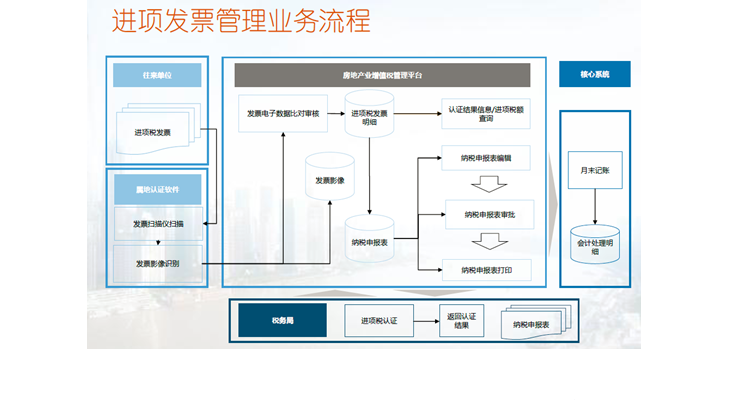 进项发票管理业务流程
往来单位
进项税发票
属地认证软件
发票扫描仪扫描
发票影像识别
房地产业增值税管理平台
发票电子数据比对审核
进项税发票
明细
认证结果信息/进项税额
查询
发票影像
纳税申报表编辑
纳税申报表
纳税申报表审批
纳税申报表打印
核心系统
月末记账
会计处理明
细
税务局
进项税认证
返回认证
结果
纳税申报表